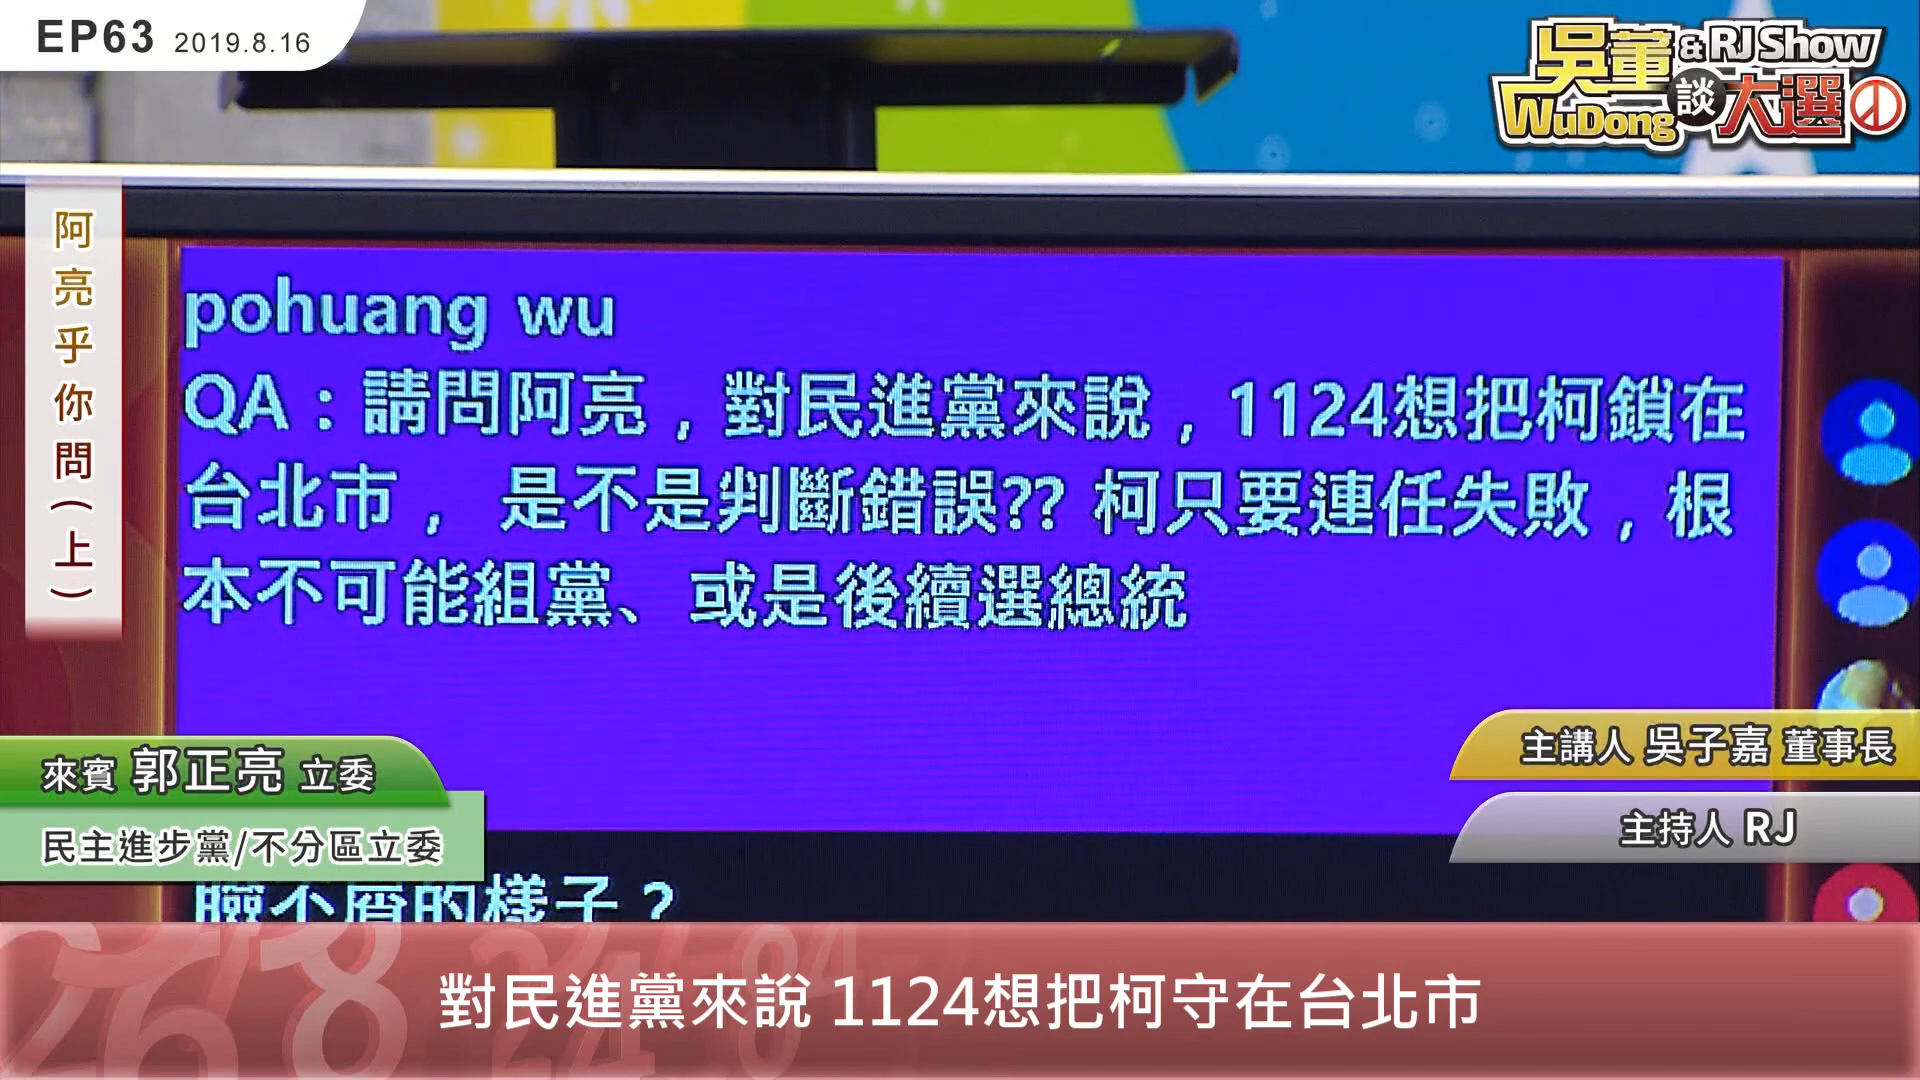 EP63 2019.8.16
吳董 & RJ Show
WuDong 談大選
阿亮乎你問(上)
pohuang wu
QA：請問阿亮，對民進黨來說，1124想把柯鎖在
台北市， 是不是判斷錯誤?? 柯只要連任失敗，根
本不可能組黨、或是後續選總統
主講人 吳子嘉 董事長
主持人 RJ
來賓 郭正亮 立委
民主進步黨/不分區立委
臉不屑的樣子？
對民進黨來說 1124想把柯守在台北市